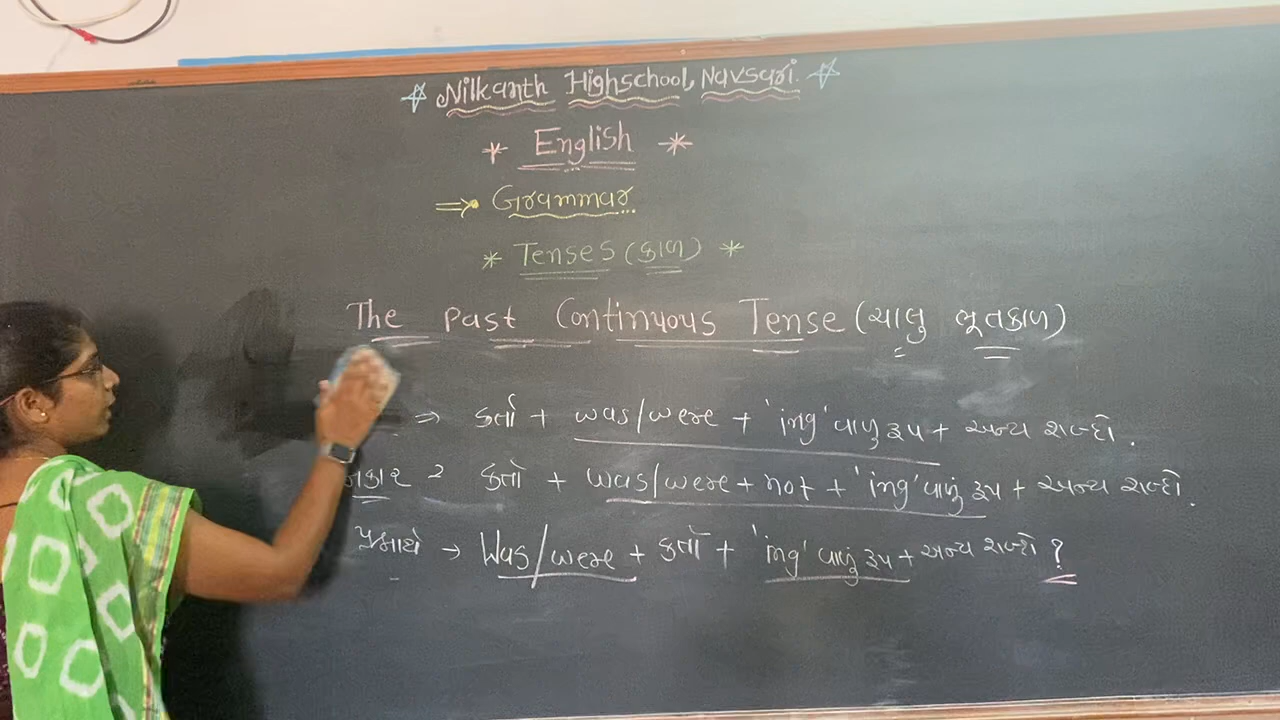 Nilkanth Highschool, Navsari.
* English *
⇒ Grammar
* Tenses (કાળ) *
The Past Continuous Tense (ચાલુ ભૂતકાળ)
⇒ કર્તા + was/were + 'ing' વાળું રૂપ + અન્ય શબ્દો.
કર્તા + was/were + not + 'ing' વાળું રૂપ + અન્ય શબ્દો.
પ્રશ્નાર્થ → Was/were + કર્તા + 'ing' વાળું રૂપ + અન્ય શબ્દો ?